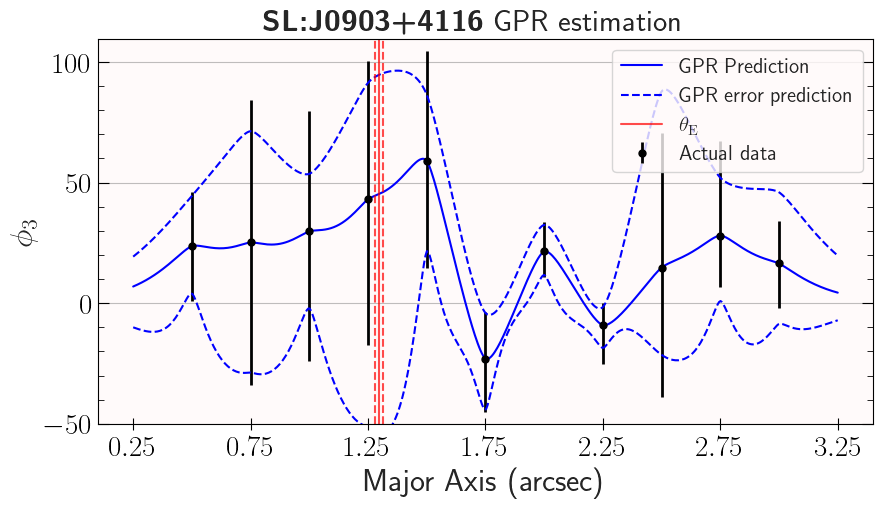 SL:J0903+4116 GPR estimation
GPR Prediction
GPR error prediction
θE
Actual data
100
50
0
−50
ϕ3
0.25 0.75 1.25 1.75 2.25 2.75 3.25
Major Axis (arcsec)